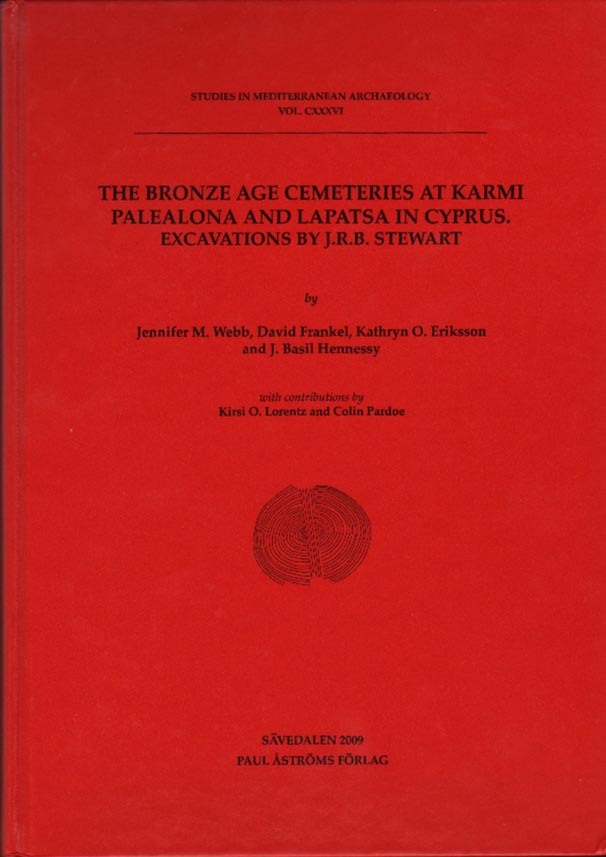 STUDIES IN MEDITERRANEAN ARCHAEOLOGY
VOL. CXXXVI
THE BRONZE AGE CEMETERIES AT KARMI
PALEALONA AND LAPATSA IN CYPRUS.
EXCAVATIONS BY J.R.B. STEWART
by
Jennifer M. Webb, David Frankel, Kathryn O. Eriksson
and J. Basil Hennessy
with contributions by
Kirsi O. Lorentz and Colin Pardoe
SÄVEDALEN 2009
PAUL ÅSTRÖMS FÖRLAG